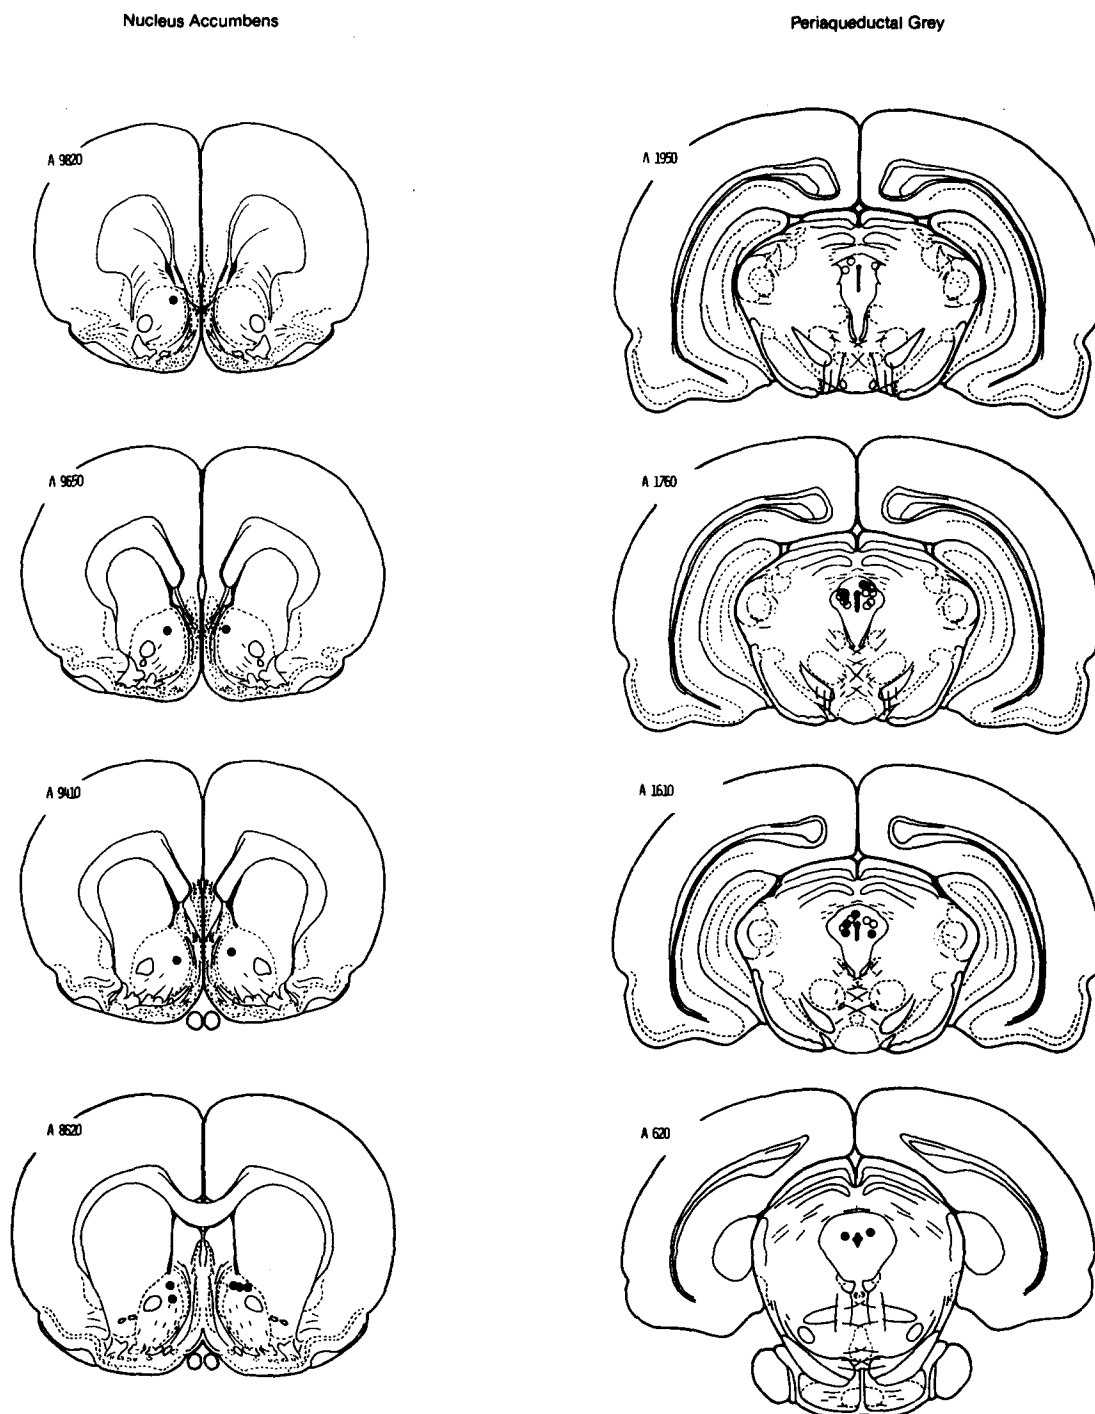 Nucleus Accumbens
Periaqueductal Grey
A 9820
A 1950
A 9650
A 1760
A 9410
A 1610
A 8620
A 620